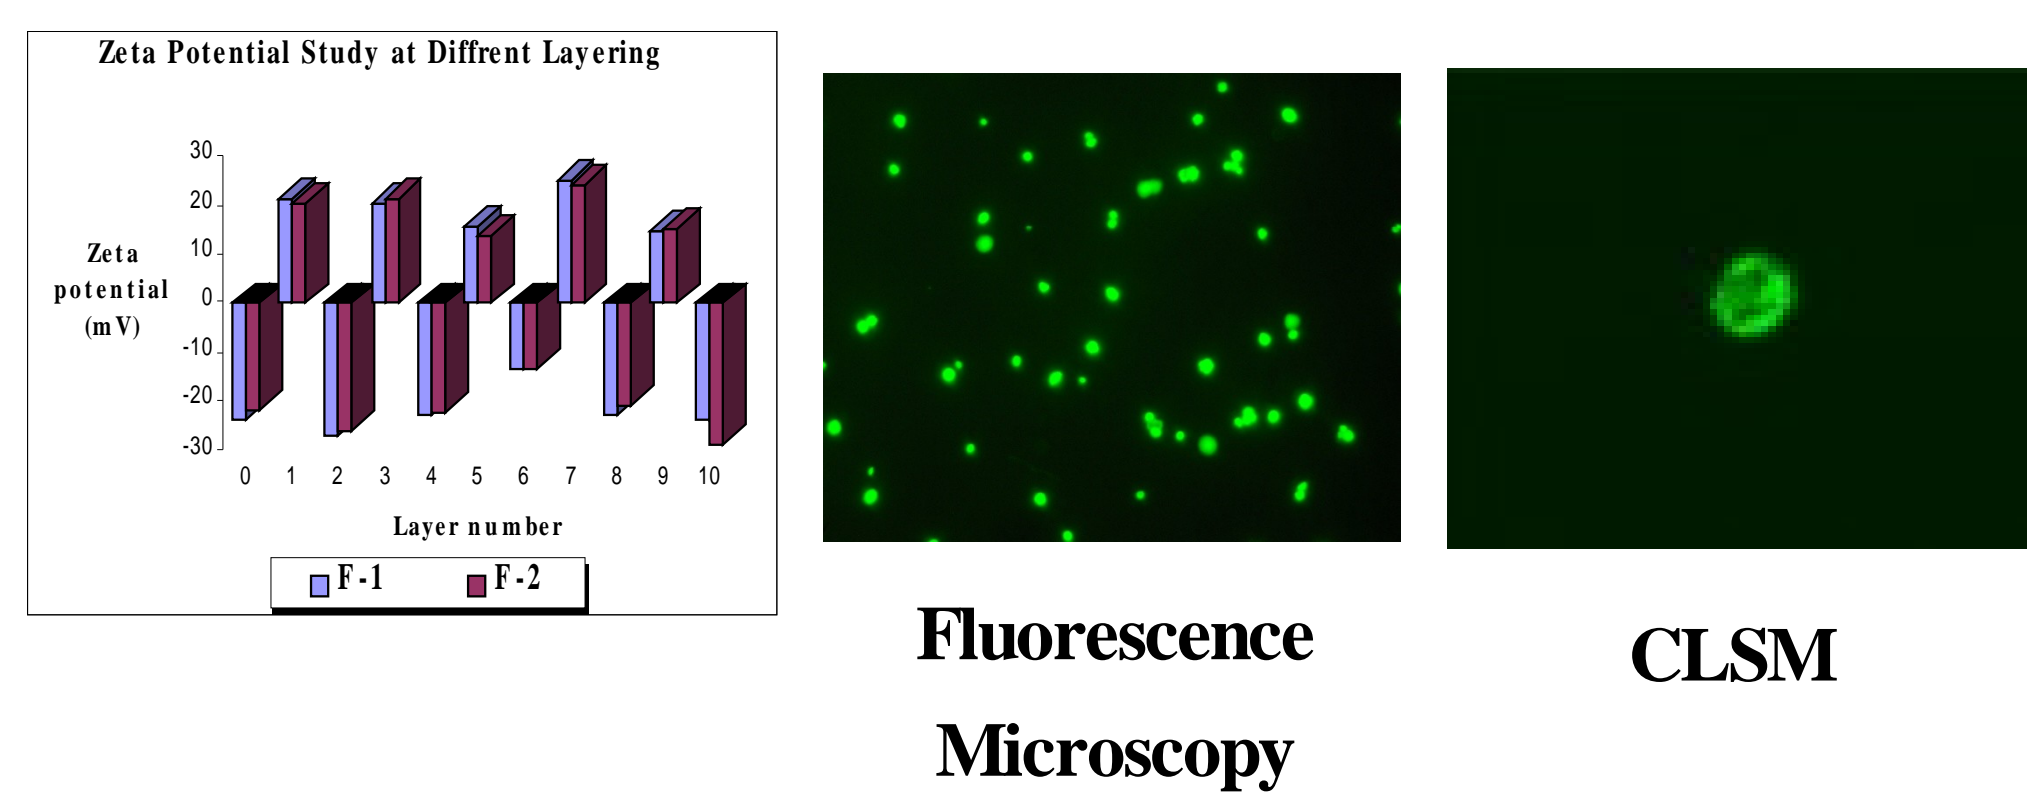 Zeta Potential Study at Diffrent Layering
30
20
10
0
-10
-20
-30
Zeta
potential
(mV)
0 1 2 3 4 5 6 7 8 9 10
Layer number
F-1 F-2
Fluorescence
Microscopy
CLSM